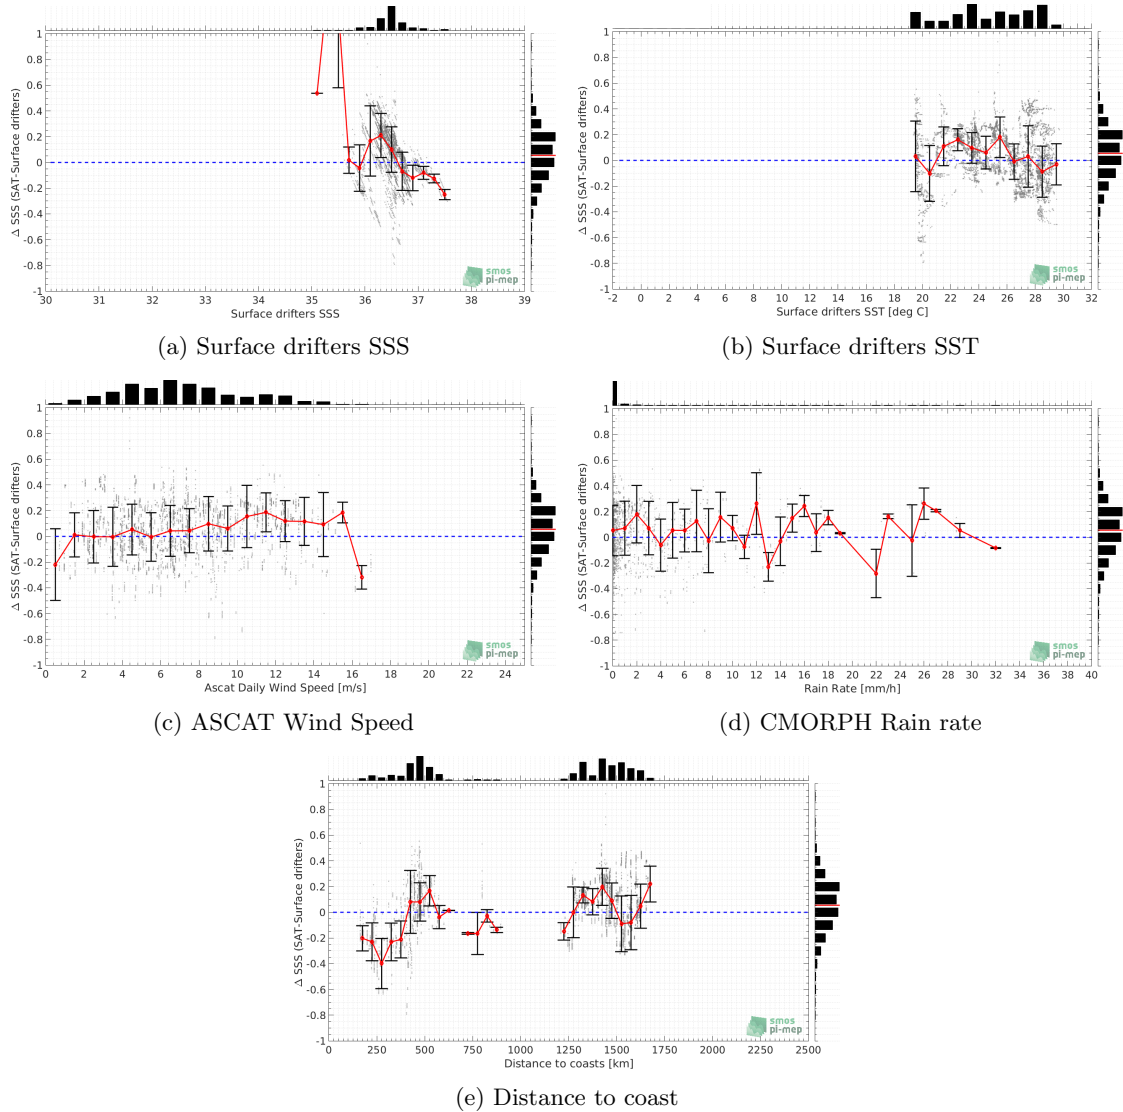 1
0.8
0.6
0.4
0.2
0
-0.2
-0.4
-0.6
-0.8
-1
Δ SSS (SAT-Surface drifters)
30 31 32 33 34 35 36 37 38 39
Surface drifters SSS
smos
pi-mep
(a) Surface drifters SSS
1
0.8
0.6
0.4
0.2
0
-0.2
-0.4
-0.6
-0.8
-1
Δ SSS (SAT-Surface drifters)
-2 0 2 4 6 8 10 12 14 16 18 20 22 24 26 28 30 32
Surface drifters SST [deg C]
smos
pi-mep
(b) Surface drifters SST
1
0.8
0.6
0.4
0.2
0
-0.2
-0.4
-0.6
-0.8
-1
Δ SSS (SAT-Surface drifters)
0 2 4 6 8 10 12 14 16 18 20 22 24
Ascat Daily Wind Speed [m/s]
smos
pi-mep
(c) ASCAT Wind Speed
1
0.8
0.6
0.4
0.2
0
-0.2
-0.4
-0.6
-0.8
-1
Δ SSS (SAT-Surface drifters)
0 2 4 6 8 10 12 14 16 18 20 22 24 26 28 30 32 34 36 38 40
Rain Rate [mm/h]
smos
pi-mep
(d) CMORPH Rain rate
1
0.8
0.6
0.4
0.2
0
-0.2
-0.4
-0.6
-0.8
-1
Δ SSS (SAT-Surface drifters)
0 250 500 750 1000 1250 1500 1750 2000 2250 2500
Distance to coasts [km]
smos
pi-mep
(e) Distance to coast